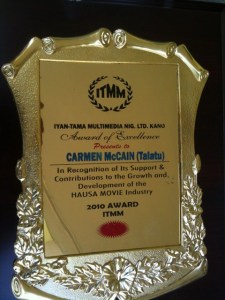 ITMM
IYAN-TAMA MULTIMEDIA NIG. LTD. KANO
Award of Excellence
Presents to
CARMEN McCAIN (Talatu)
In Recognition of Its Support &
Contributions to the Growth and
Development of the
HAUSA MOVIE Industry
2010 AWARD
ITMM